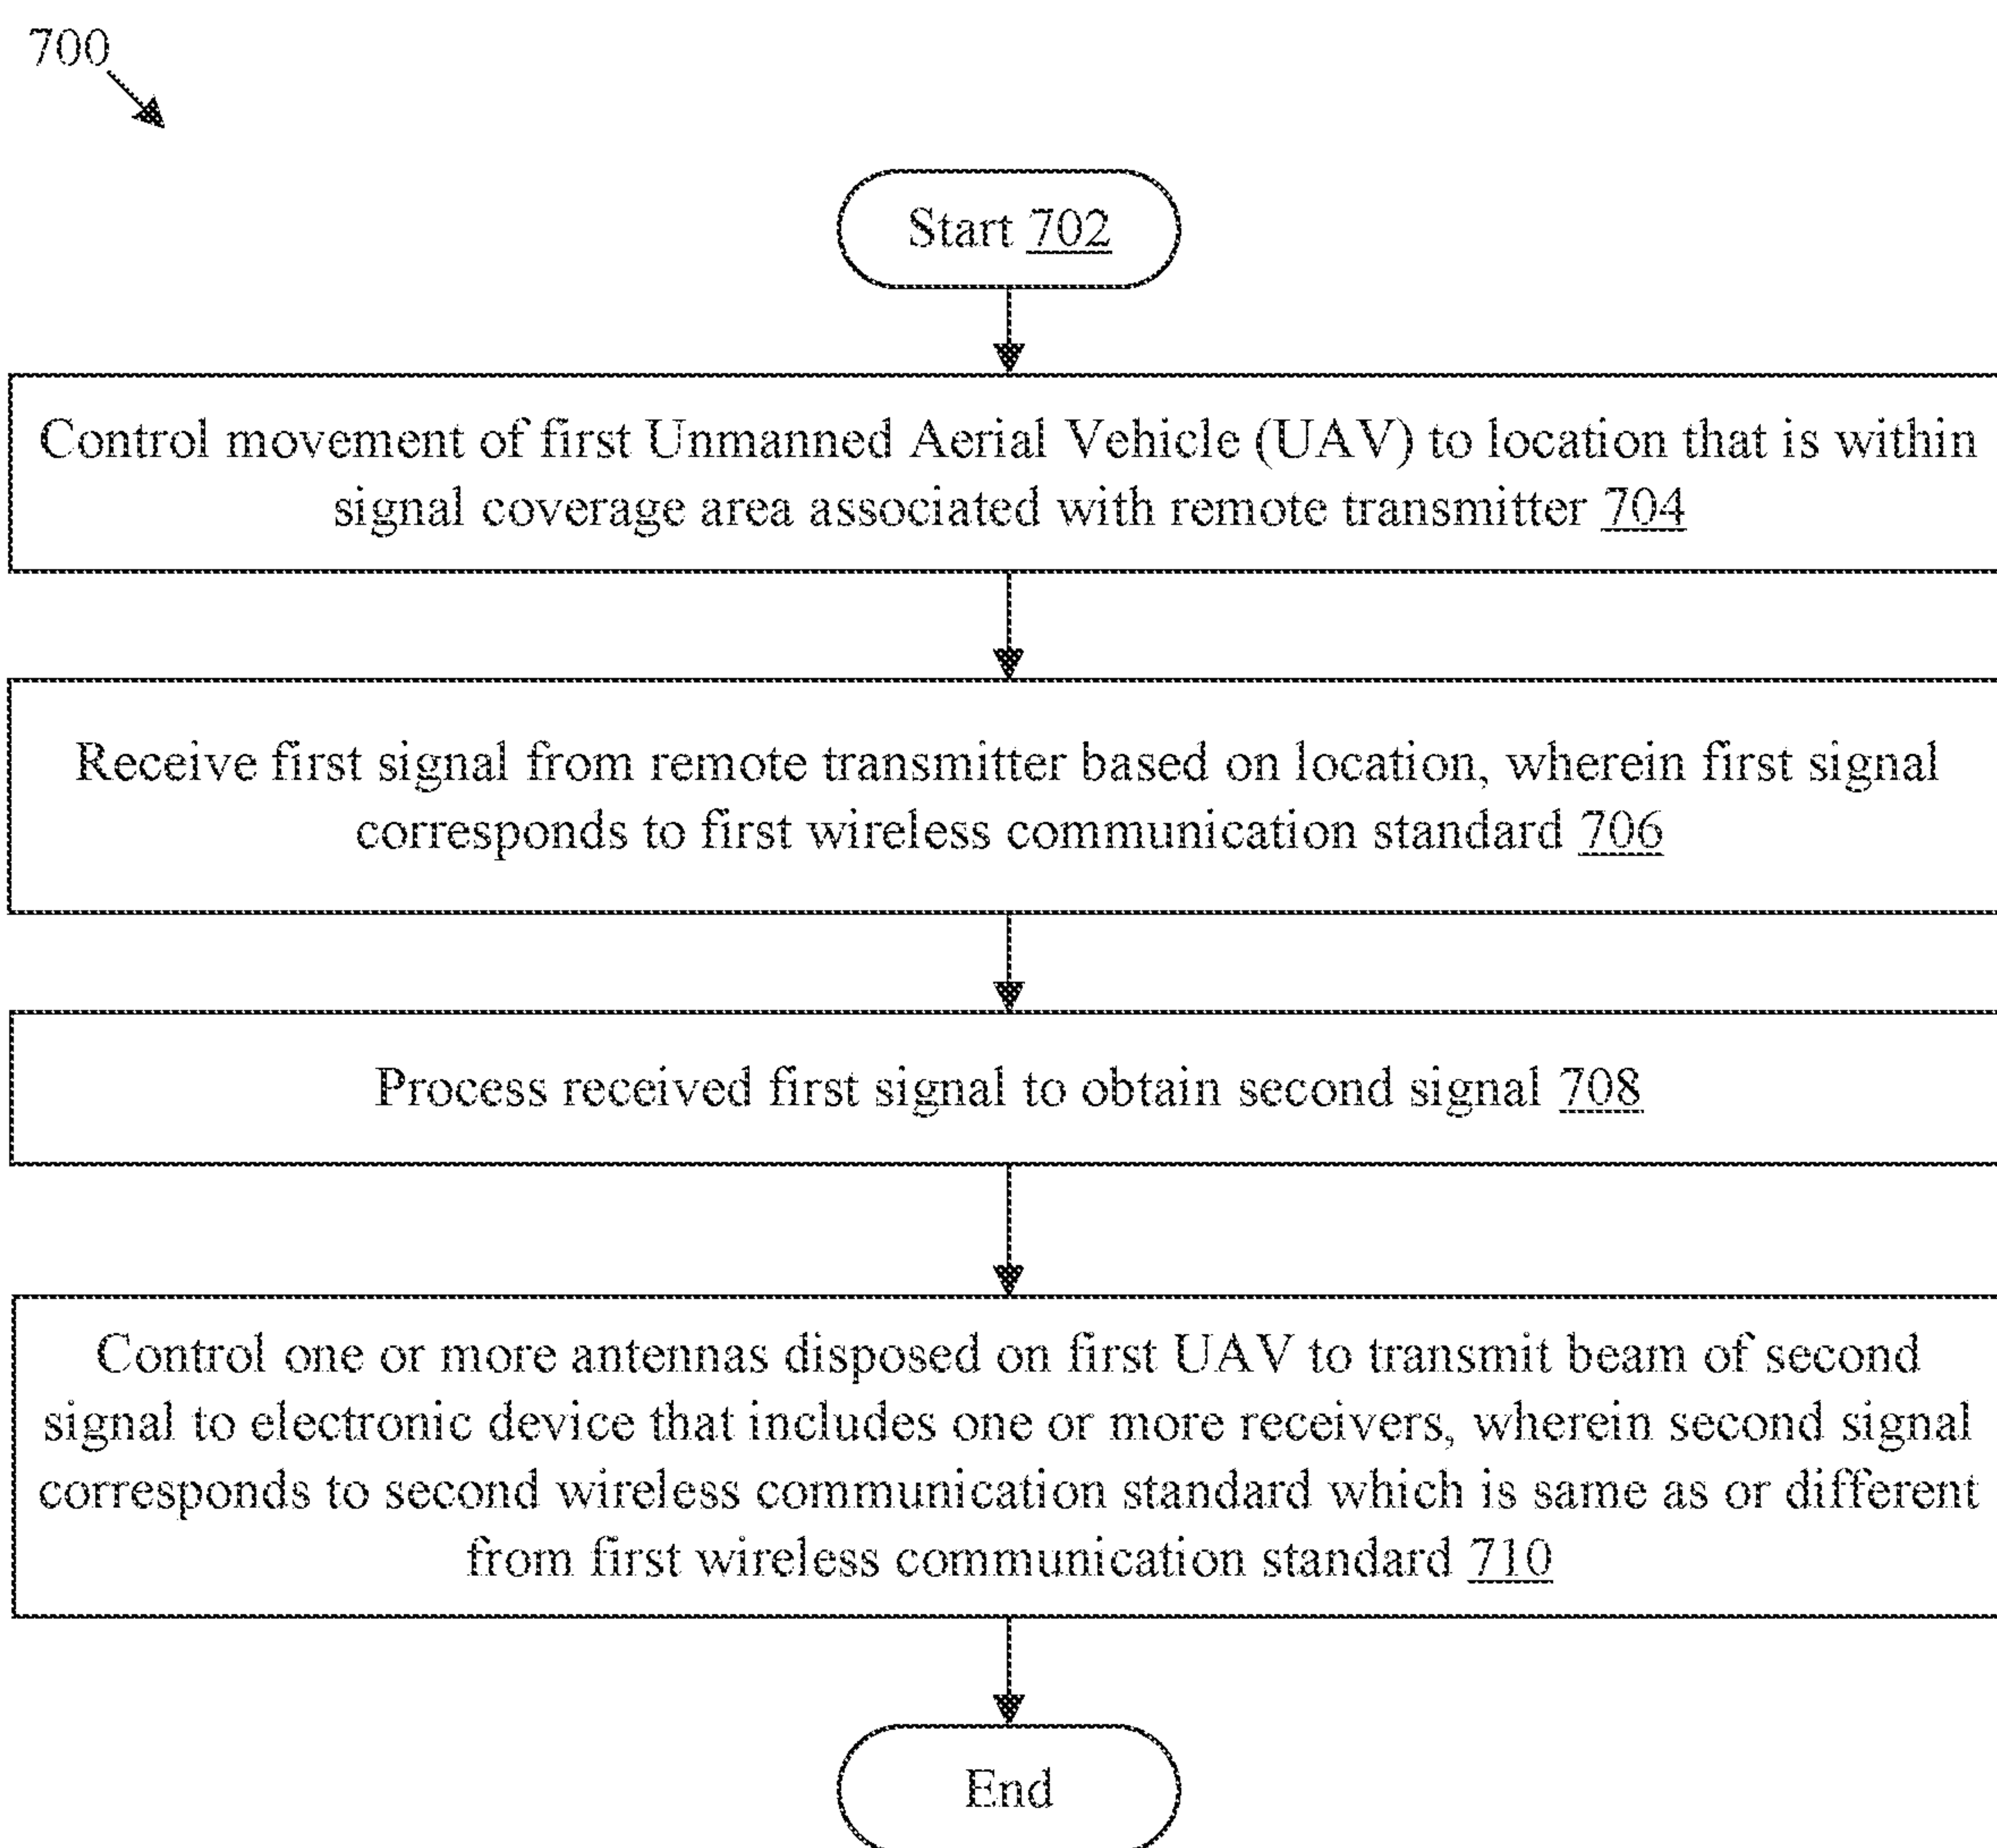 700
Start 702
Control movement of first Unmanned Aerial Vehicle (UAV) to location that is within
signal coverage area associated with remote transmitter 704
Receive first signal from remote transmitter based on location, wherein first signal
corresponds to first wireless communication standard 706
Process received first signal to obtain second signal 708
Control one or more antennas disposed on first UAV to transmit beam of second
signal to electronic device that includes one or more receivers, wherein second signal
corresponds to second wireless communication standard which is same as or different
from first wireless communication standard 710
End